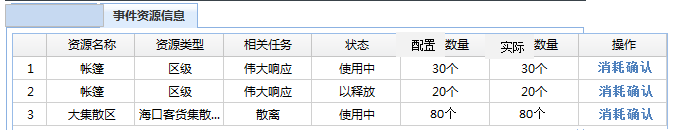 事件资源信息
资源名称 资源类型 相关任务 状态 配置 数量 实际 数量 操作
1 帐篷 区级 伟大响应 使用中 30个 30个 消耗确认
2 帐篷 区级 伟大响应 以释放 20个 20个 消耗确认
3 大集散区 海口客货集散... 散离 使用中 80个 80个 消耗确认